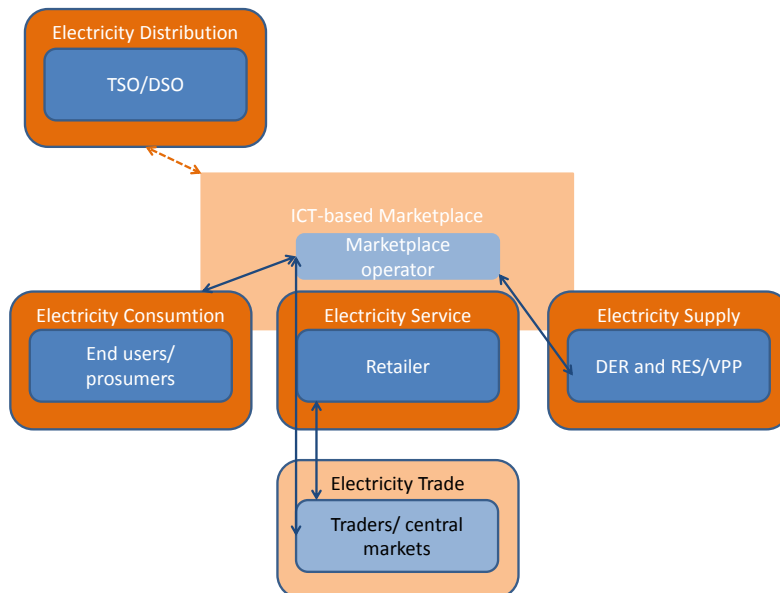 Electricity Distribution
TSO/DSO
ICT-based Marketplace
Marketplace
operator
Electricity Consumtion
End users/
prosumers
Electricity Service
Retailer
Electricity Supply
DER and RES/VPP
Electricity Trade
Traders/ central
markets